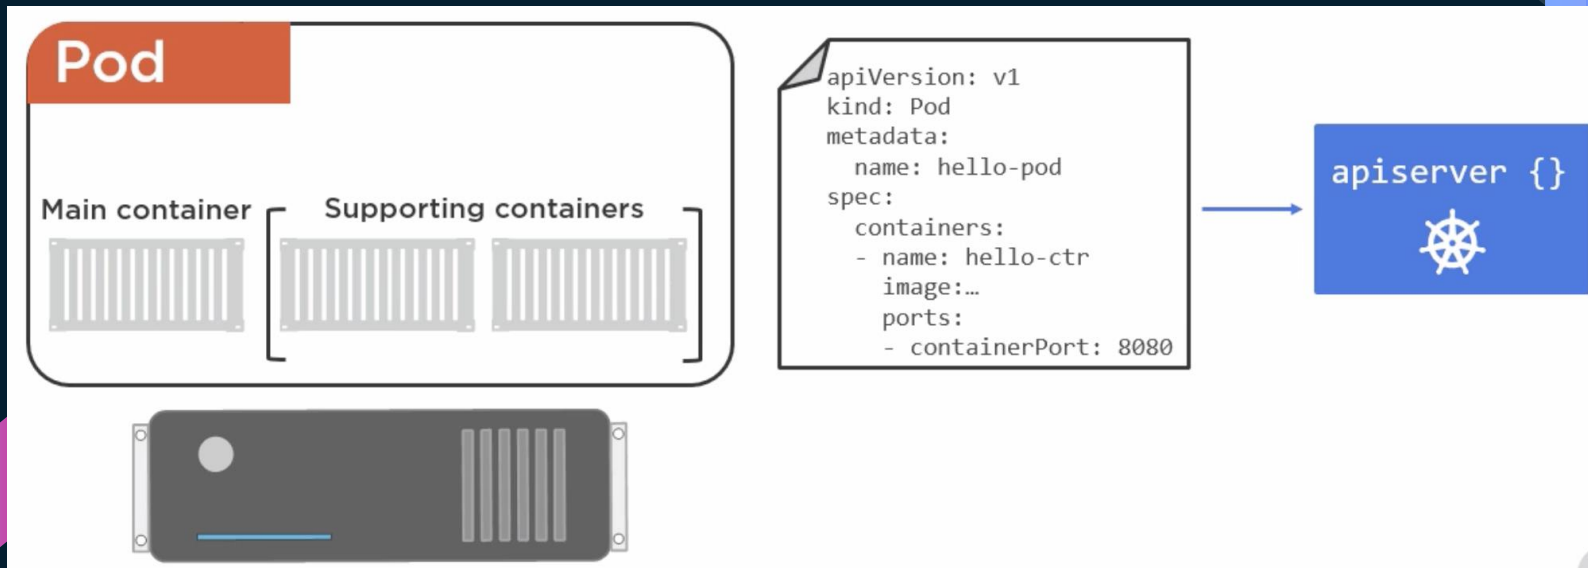 Pod
Main container
Supporting containers
apiVersion: v1
kind: Pod
metadata:
  name: hello-pod
spec:
  containers:
  - name: hello-ctr
    image:…
    ports:
    - containerPort: 8080
apiserver {}